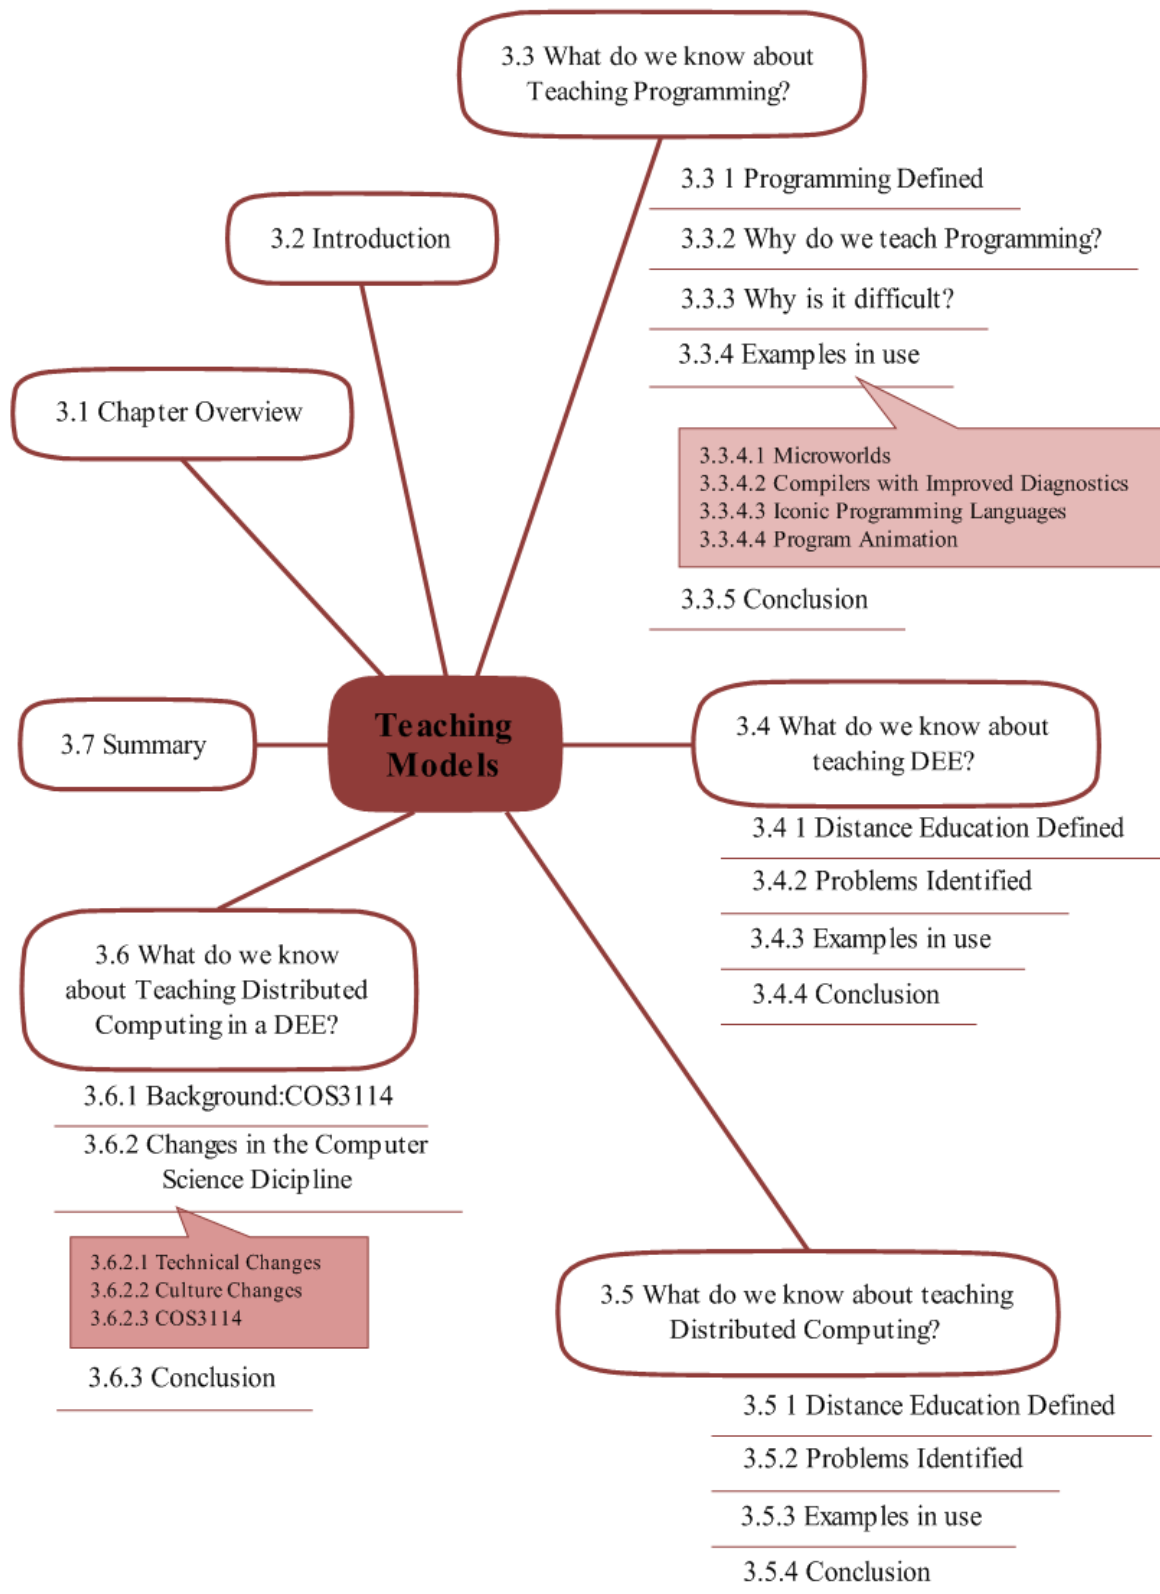 3.3 What do we know about
Teaching Programming?
3.3 1 Programming Defined
3.3.2 Why do we teach Programming?
3.3.3 Why is it difficult?
3.3.4 Examples in use
3.3.4.1 Microworlds
3.3.4.2 Compilers with Improved Diagnostics
3.3.4.3 Iconic Programming Languages
3.3.4.4 Program Animation
3.3.5 Conclusion
3.2 Introduction
3.1 Chapter Overview
Teaching
Models
3.7 Summary
3.4 What do we know about
teaching DEE?
3.4 1 Distance Education Defined
3.4.2 Problems Identified
3.4.3 Examples in use
3.4.4 Conclusion
3.6 What do we know
about Teaching Distributed
Computing in a DEE?
3.6.1 Background:COS3114
3.6.2 Changes in the Computer
Science Dicipline
3.6.2.1 Technical Changes
3.6.2.2 Culture Changes
3.6.2.3 COS3114
3.6.3 Conclusion
3.5 What do we know about teaching
Distributed Computing?
3.5 1 Distance Education Defined
3.5.2 Problems Identified
3.5.3 Examples in use
3.5.4 Conclusion